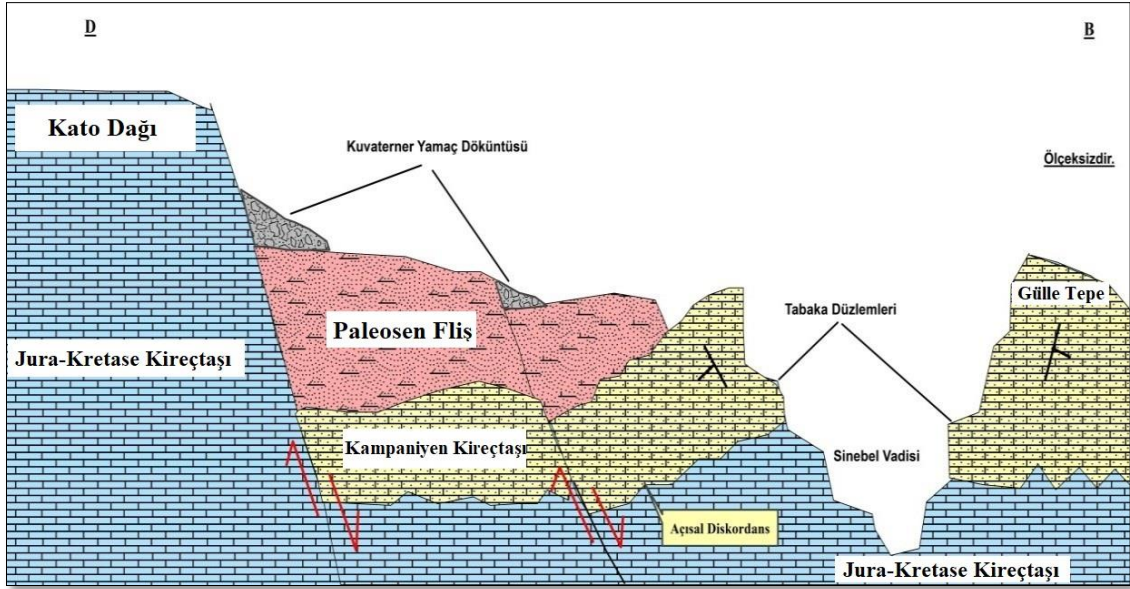 D
B
Kato Dağı
Kuvaterner Yamaç Döküntüsü
Ölçeksizdir.
Gülle Tepe
Tabaka Düzlemleri
Paleosen Fliş
Jura-Kretase Kireçtaşı
Kampaniyen Kireçtaşı
Sinebel Vadisi
Açısal Diskordans
Jura-Kretase Kireçtaşı